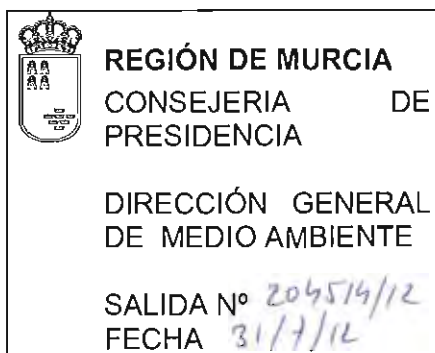 REGIÓN DE MURCIA
CONSEJERIA DE
PRESIDENCIA
DIRECCIÓN GENERAL
DE MEDIO AMBIENTE
SALIDA Nº 204514/12
FECHA 31/7/12